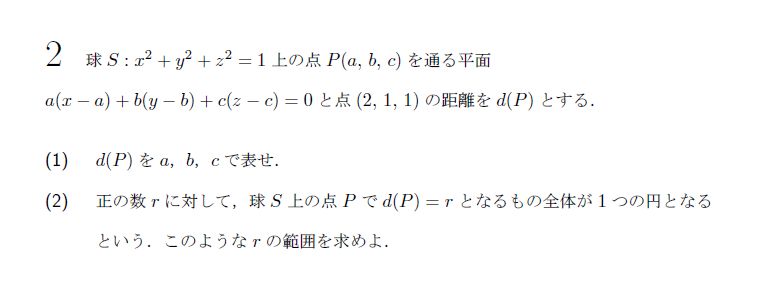 2 球 S : x² + y² + z² = 1 上の点 P(a, b, c) を通る平面
a(x − a) + b(y − b) + c(z − c) = 0 と点 (2, 1, 1) の距離を d(P) とする.
(1) d(P) を a, b, c で表せ.
(2) 正の数 r に対して, 球 S 上の点 P で d(P) = r となるもの全体が 1 つの円となる
という. このような r の範囲を求めよ.